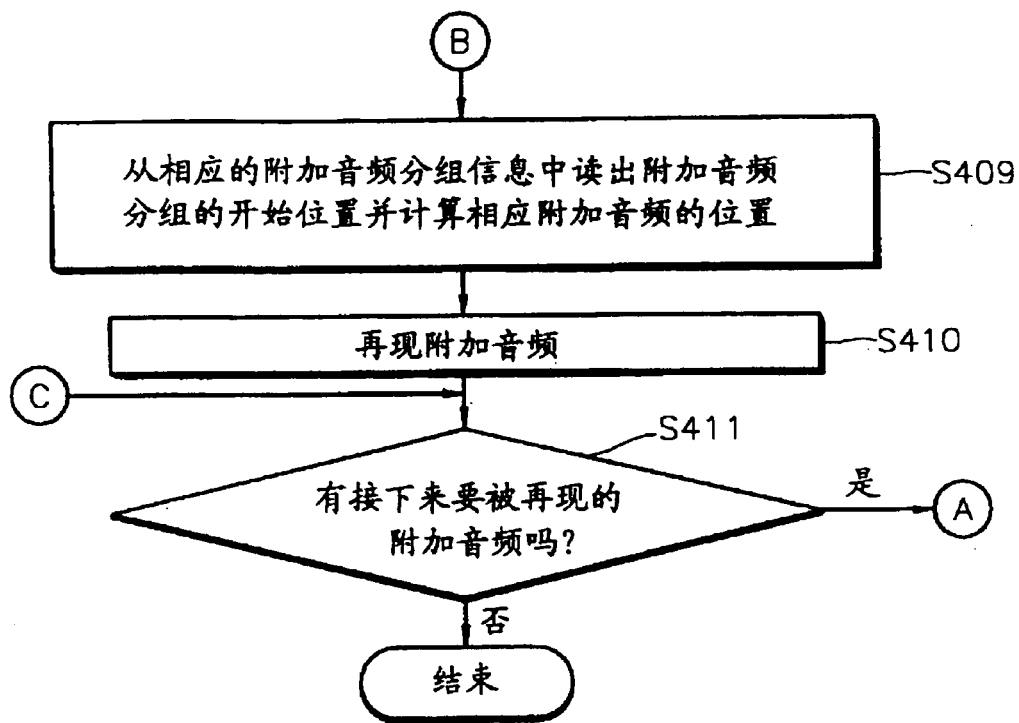 B
从相应的附加音频分组信息中读出附加音频
分组的开始位置并计算相应附加音频的位置
S409
再现附加音频
S410
C
S411
有接下来要被再现的
附加音频吗?
是
A
否
结束